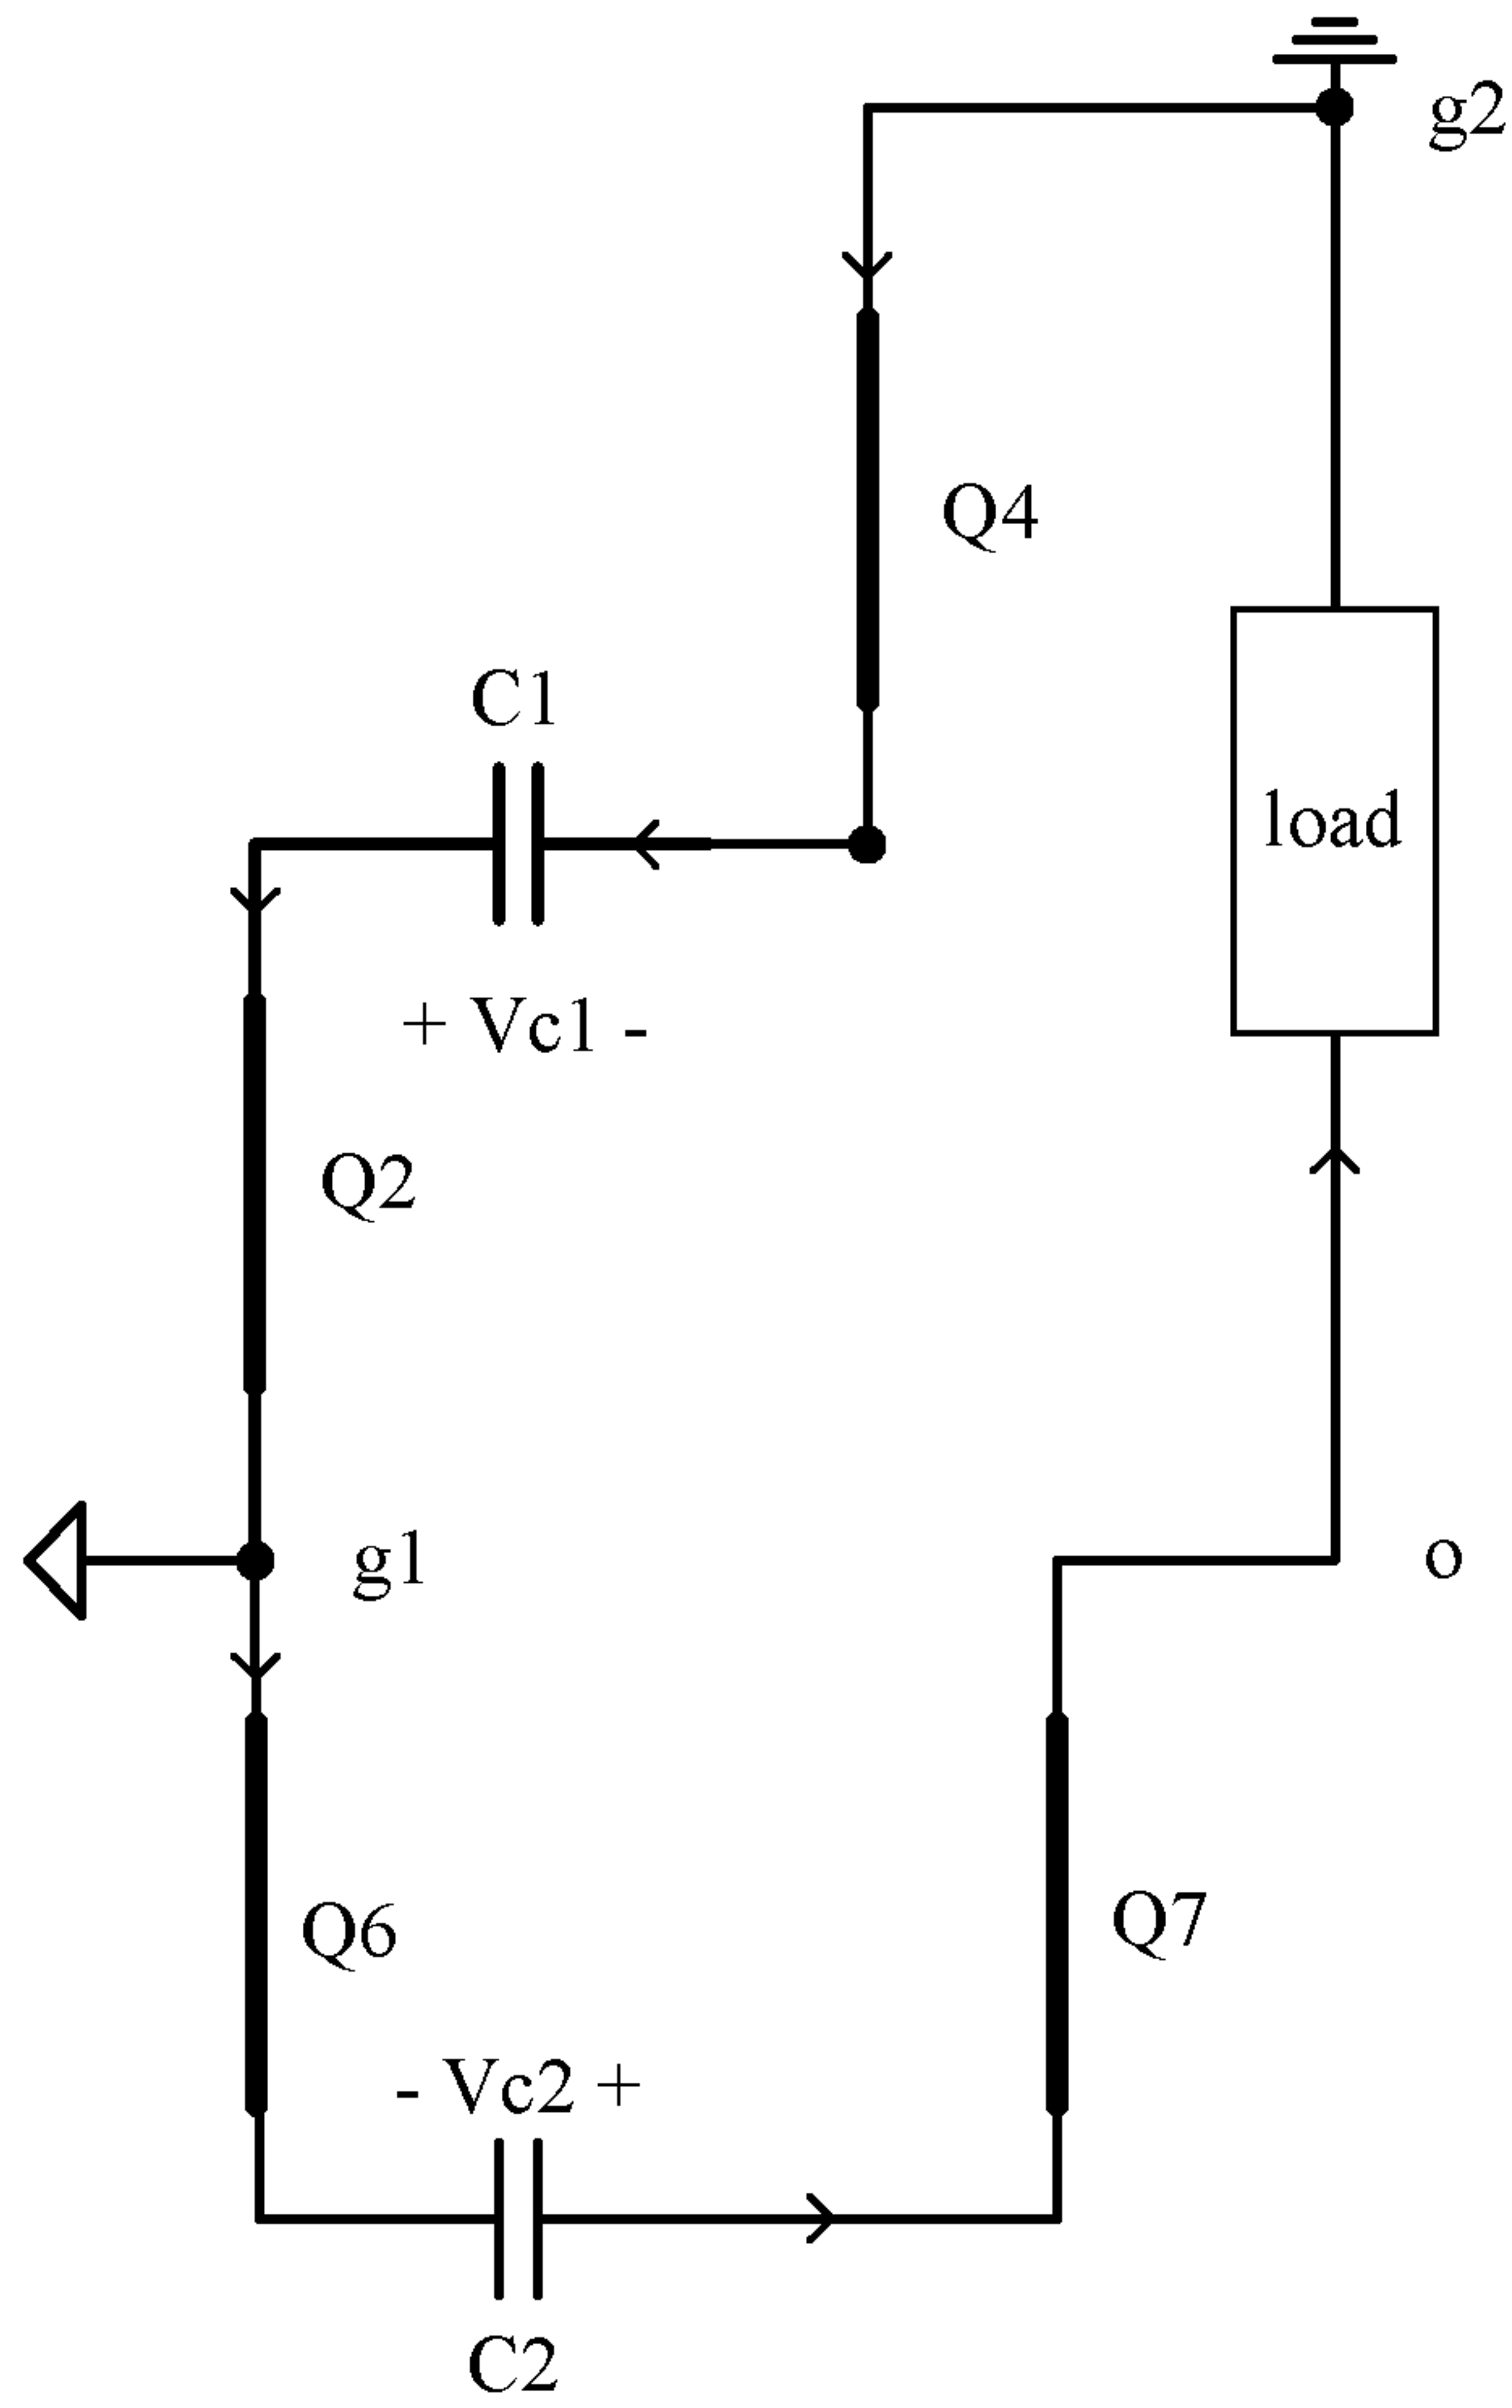 g2
Q4
C1
load
+ Vc1 -
Q2
g1
o
Q6
Q7
- Vc2 +
C2